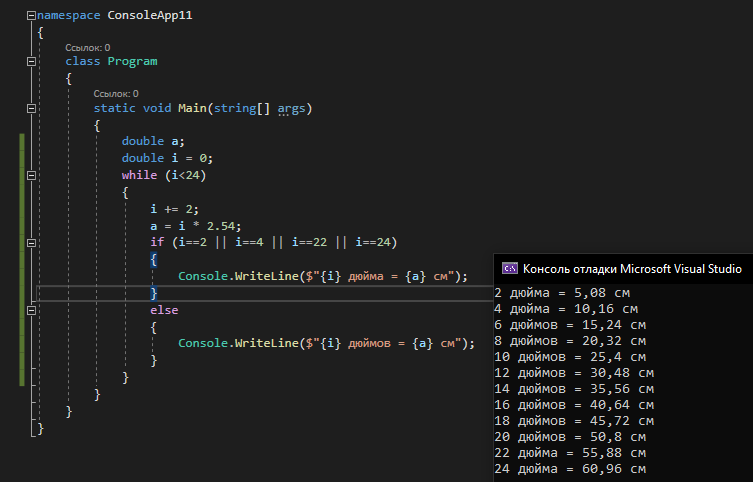 namespace ConsoleApp11
{
Ссылок: 0
class Program
{
Ссылок: 0
static void Main(string[] args)
{
double a;
double i = 0;
while (i<24)
{
i += 2;
a = i * 2.54;
if (i==2 || i==4 || i==22 || i==24)
{
Console.WriteLine($"{i} дюйма = {a} см");
}
else
{
Console.WriteLine($"{i} дюймов = {a} см");
}
}
}
}
}
C:\ Консоль отладки Microsoft Visual Studio
2 дюйма = 5,08 см
4 дюйма = 10,16 см
6 дюймов = 15,24 см
8 дюймов = 20,32 см
10 дюймов = 25,4 см
12 дюймов = 30,48 см
14 дюймов = 35,56 см
16 дюймов = 40,64 см
18 дюймов = 45,72 см
20 дюймов = 50,8 см
22 дюйма = 55,88 см
24 дюйма = 60,96 см